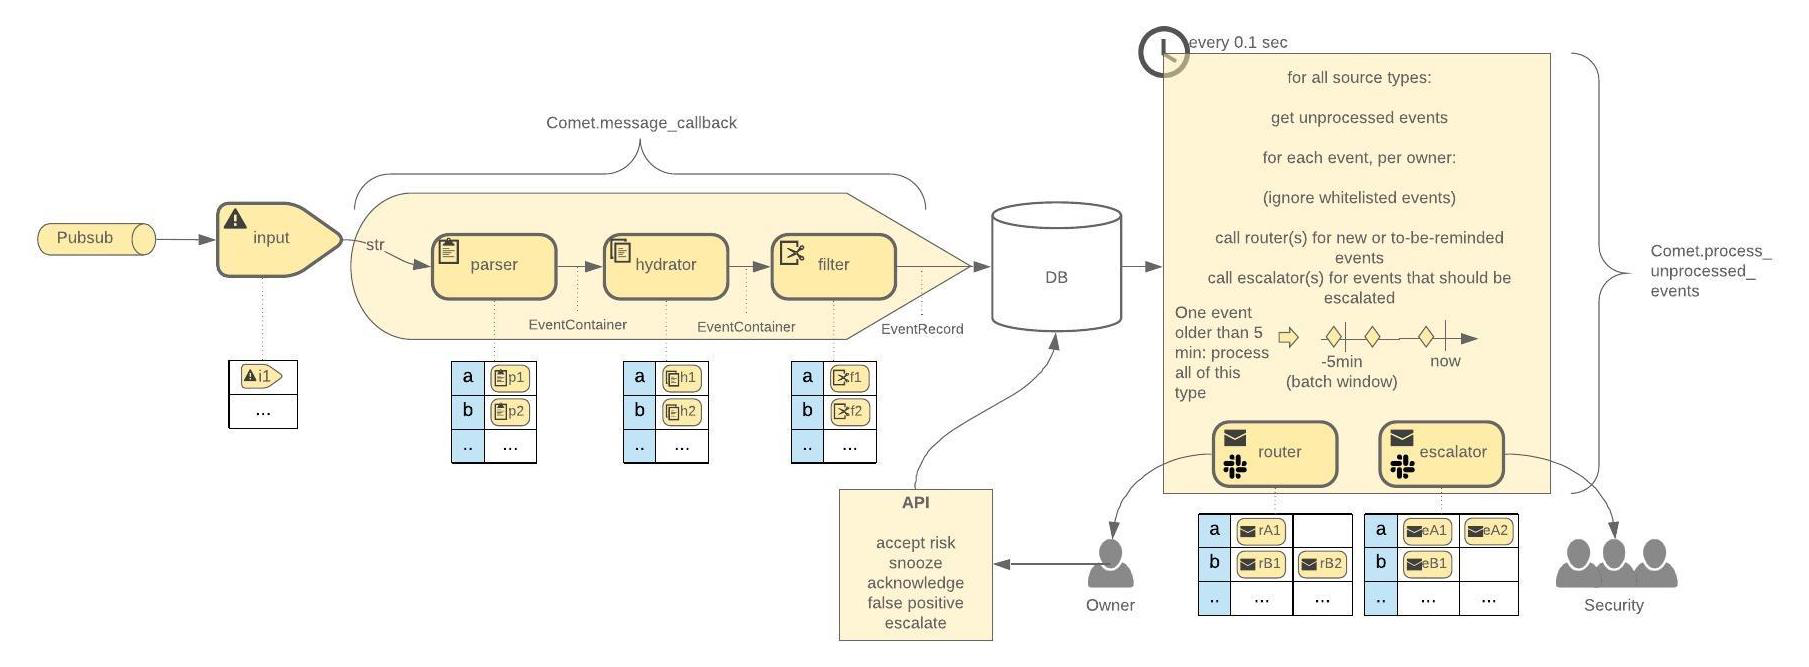 every 0.1 sec
for all source types:
get unprocessed events
for each event, per owner:
(ignore whitelisted events)
call router(s) for new or to-be-reminded
events
call escalator(s) for events that should be
escalated
One event
older than 5
min: process
all of this
type
-5min
(batch window)
now
router
escalator
Comet.process_
unprocessed_
events
Comet.message_callback
Pubsub
input
str
parser
hydrator
filter
EventContainer
EventContainer
EventRecord
DB
i1
...
a p1
b p2
.. ...
a h1
b h2
.. ...
a f1
b f2
.. ...
API
accept risk
snooze
acknowledge
false positive
escalate
Owner
a rA1
b rB1 rB2
.. ... ...
a eA1 eA2
b eB1
.. ... ...
Security